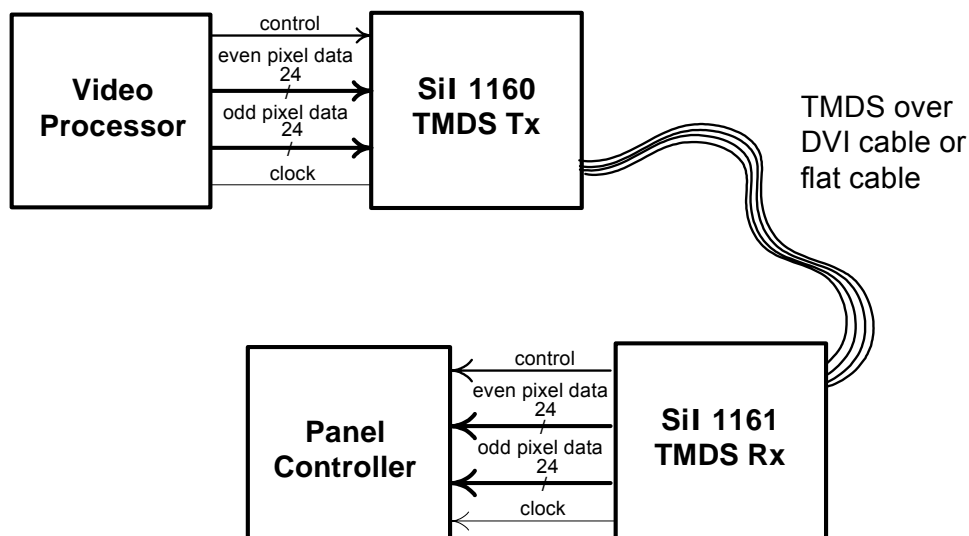 control
even pixel data
24
odd pixel data
24
clock
Video
Processor
SiI 1160
TMDS Tx
TMDS over
DVI cable or
flat cable
control
even pixel data
24
odd pixel data
24
clock
Panel
Controller
SiI 1161
TMDS Rx